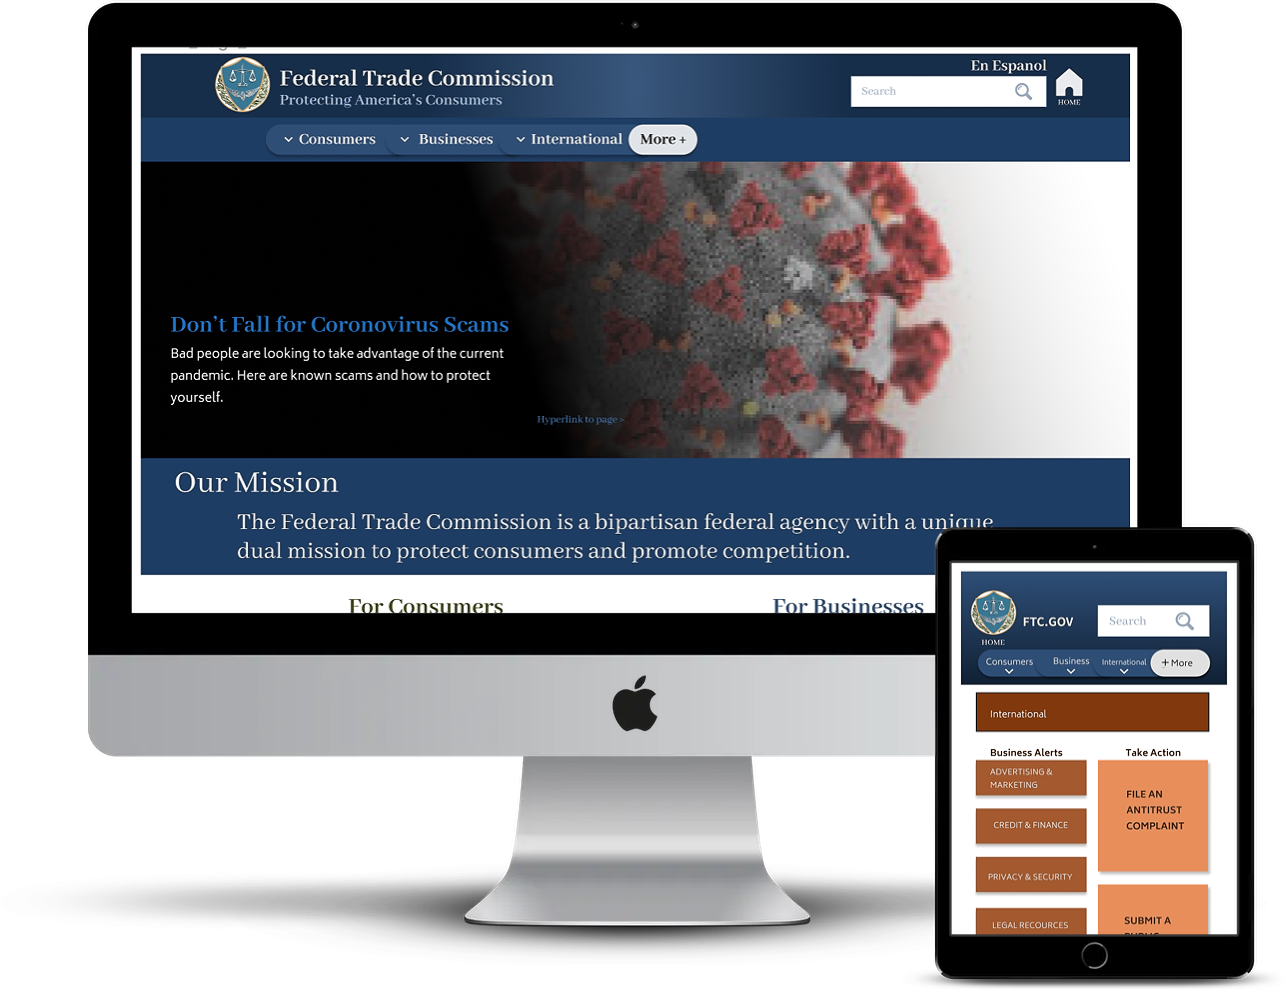 Federal Trade Commission
Protecting America's Consumers
En Espanol
Search
HOME
Consumers
Businesses
International
More +
Don't Fall for Coronovirus Scams
Bad people are looking to take advantage of the current
pandemic. Here are known scams and how to protect
yourself.
Hyperlink to page >
Our Mission
The Federal Trade Commission is a bipartisan federal agency with a unique
dual mission to protect consumers and promote competition.
For Consumers
For Businesses
FTC.GOV
Search
HOME
Consumers
Business
International
+ More
International
Business Alerts
Take Action
ADVERTISING &
MARKETING
CREDIT & FINANCE
PRIVACY & SECURITY
LEGAL RECOURCES
FILE AN
ANTITRUST
COMPLAINT
SUBMIT A